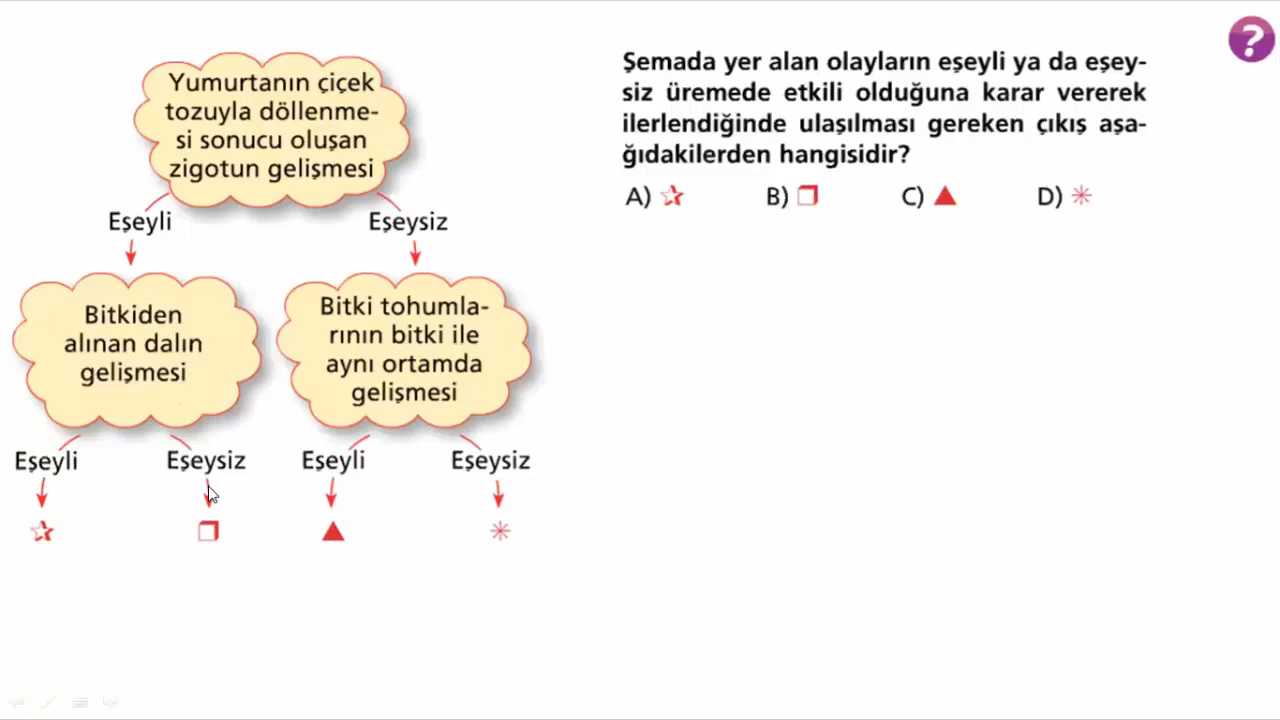 Yumurtanın çiçek
tozuyla döllenme-
si sonucu oluşan
zigotun gelişmesi
Eşeyli
Eşeysiz
Bitkiden
alınan dalın
gelişmesi
Bitki tohumla-
rının bitki ile
aynı ortamda
gelişmesi
Eşeyli
Eşeysiz
Eşeyli
Eşeysiz
?
Şemada yer alan olayların eşeyli ya da eşey-
siz üremede etkili olduğuna karar vererek
ilerlendiğinde ulaşılması gereken çıkış aşa-
ğıdakilerden hangisidir?
A) B) C) D)